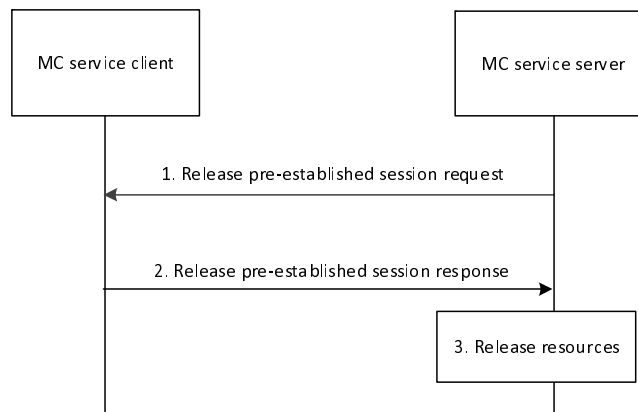 MC service client
MC service server
1. Release pre-established session request
2. Release pre-established session response
3. Release resources